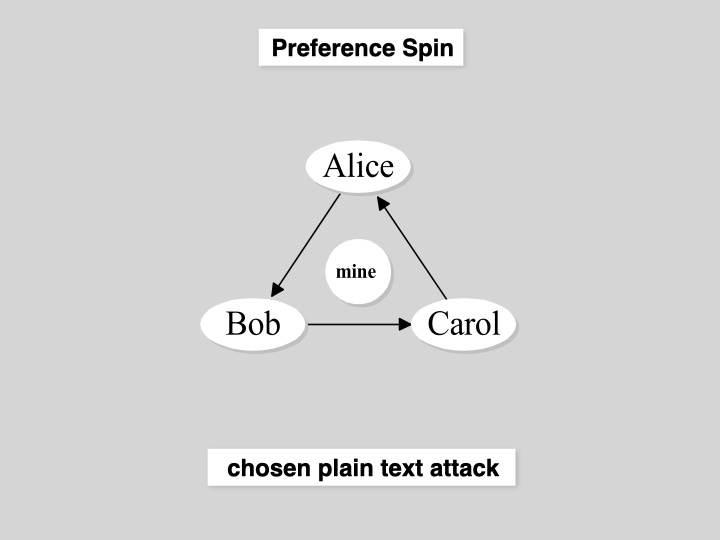 Preference Spin
Alice
mine
Bob
Carol
chosen plain text attack